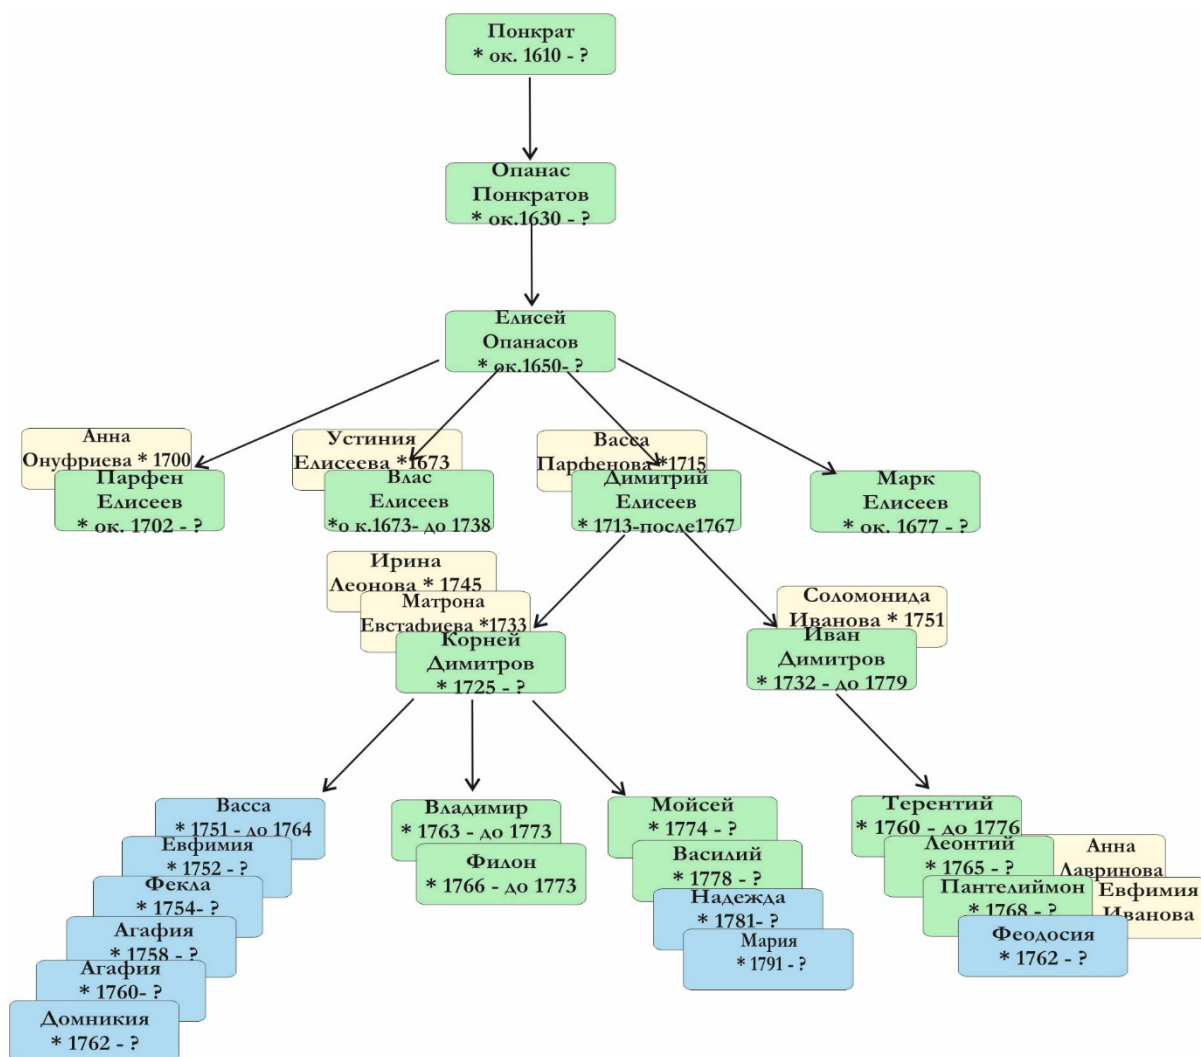 Понкрат
* ок. 1610 - ?
Опанас
Понкратов
* ок.1630 - ?
Елисей
Опанасов
* ок.1650- ?
Анна
Онуфриева * 1700
Парфен
Елисеев
* ок. 1702 - ?
Устиния
Елисеева *1673
Влас
Елисеев
*о к.1673- до 1738
Васса
Парфенова *1715
Димитрий
Елисеев
* 1713-после1767
Марк
Елисеев
* ок. 1677 - ?
Ирина
Леонова * 1745
Матрона
Евстафиева *1733
Корней
Димитров
* 1725 - ?
Соломонида
Иванова * 1751
Иван
Димитров
* 1732 - до 1779
Васса
* 1751 - до 1764
Евфимия
* 1752 - ?
Фекла
* 1754- ?
Агафия
* 1758 - ?
Агафия
* 1760- ?
Домникия
* 1762 - ?
Владимир
* 1763 - до 1773
Филон
* 1766 - до 1773
Мойсей
* 1774 - ?
Василий
* 1778 - ?
Надежда
* 1781- ?
Мария
* 1791 - ?
Терентий
* 1760 - до 1776
Леонтий
* 1765 - ?
Анна
Лавринова
Пантелиймон
* 1768 - ?
Евфимия
Иванова
Феодосия
* 1762 - ?